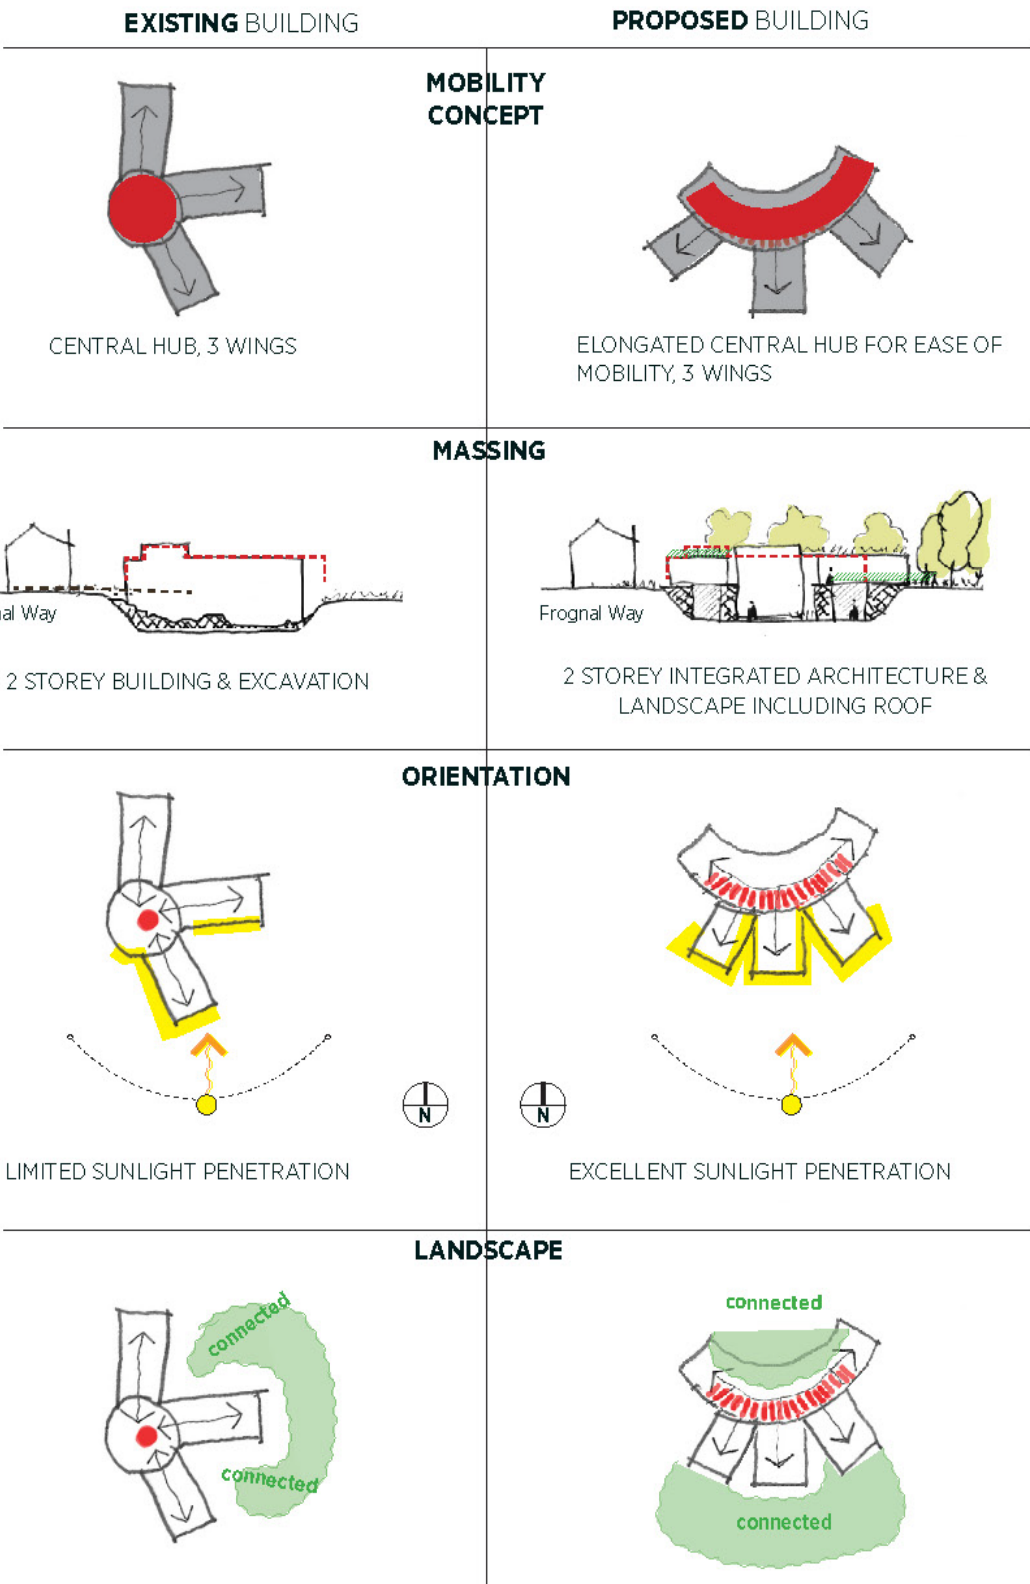 EXISTING BUILDING
PROPOSED BUILDING
MOBILITY
CONCEPT
CENTRAL HUB, 3 WINGS
ELONGATED CENTRAL HUB FOR EASE OF
MOBILITY, 3 WINGS
MASSING
al Way
Frognal Way
2 STOREY BUILDING & EXCAVATION
2 STOREY INTEGRATED ARCHITECTURE &
LANDSCAPE INCLUDING ROOF
ORIENTATION
N
N
LIMITED SUNLIGHT PENETRATION
EXCELLENT SUNLIGHT PENETRATION
LANDSCAPE
connected
connected
connected
connected